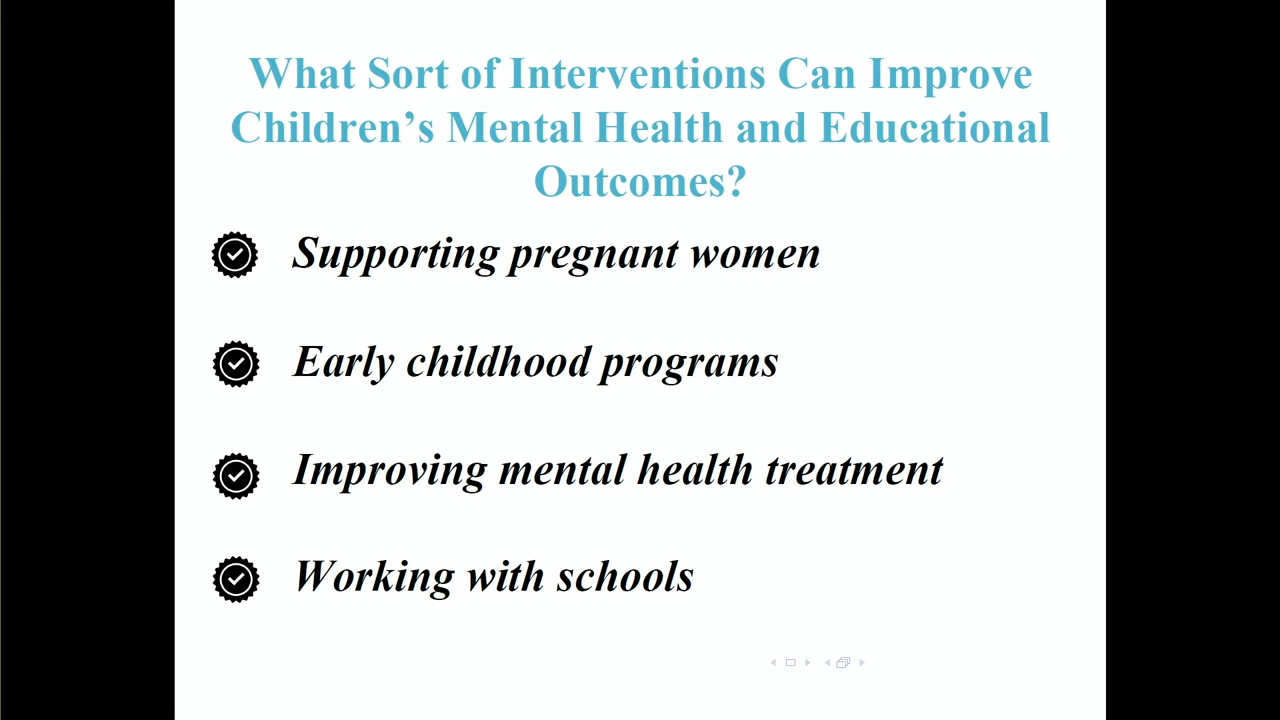 What Sort of Interventions Can Improve
Children’s Mental Health and Educational
Outcomes?
Supporting pregnant women
Early childhood programs
Improving mental health treatment
Working with schools